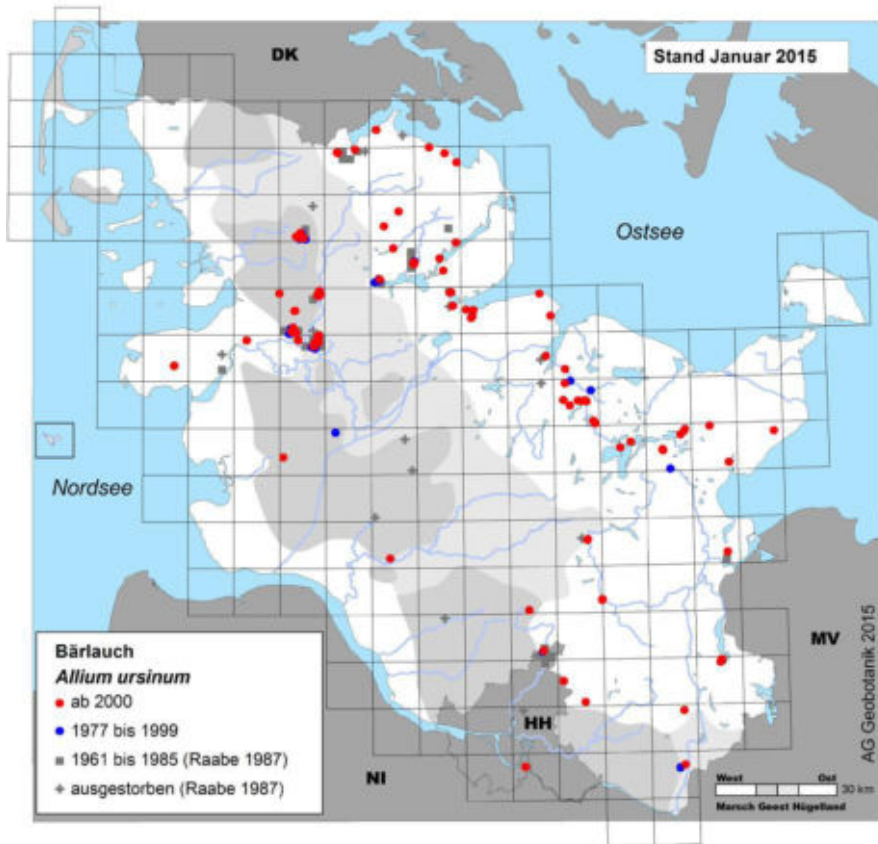 DK
Stand Januar 2015
Ostsee
Nordsee
MV
HH
NI
Bärlauch
Allium ursinum
ab 2000
1977 bis 1999
1961 bis 1985 (Raabe 1987)
ausgestorben (Raabe 1987)
West Ost
30 km
Marsch Geest Hügelland
AG Geobotanik 2015